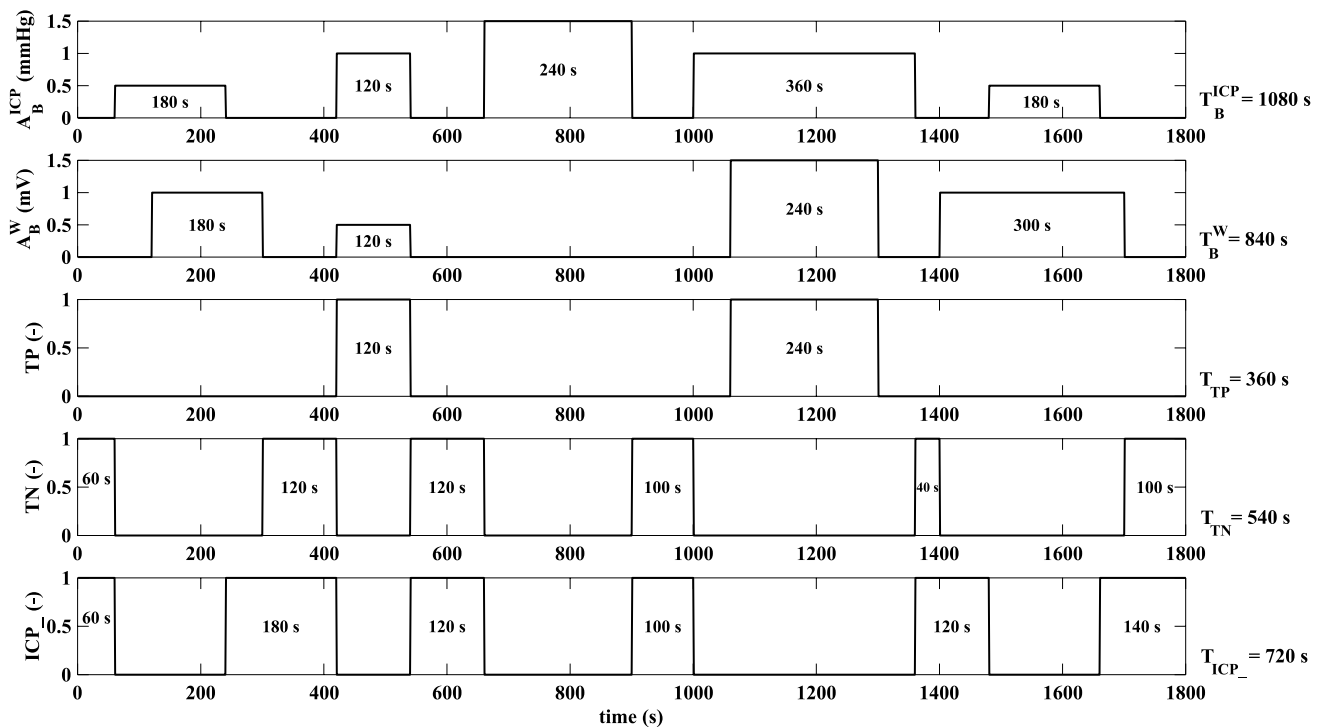 A_B^ICP (mmHg)
1.5
1
0.5
0
180 s
120 s
240 s
360 s
180 s
T_B^ICP = 1080 s
0 200 400 600 800 1000 1200 1400 1600 1800
A_B^W (mV)
1.5
1
0.5
0
180 s
120 s
240 s
300 s
T_B^W = 840 s
0 200 400 600 800 1000 1200 1400 1600 1800
TP (-)
1
0.5
0
120 s
240 s
T_TP = 360 s
0 200 400 600 800 1000 1200 1400 1600 1800
TN (-)
1
0.5
0
60 s
120 s
120 s
100 s
40 s
100 s
T_TN = 540 s
0 200 400 600 800 1000 1200 1400 1600 1800
ICP_ (-)
1
0.5
0
60 s
180 s
120 s
100 s
120 s
140 s
T_ICP_ = 720 s
0 200 400 600 800 1000 1200 1400 1600 1800
time (s)